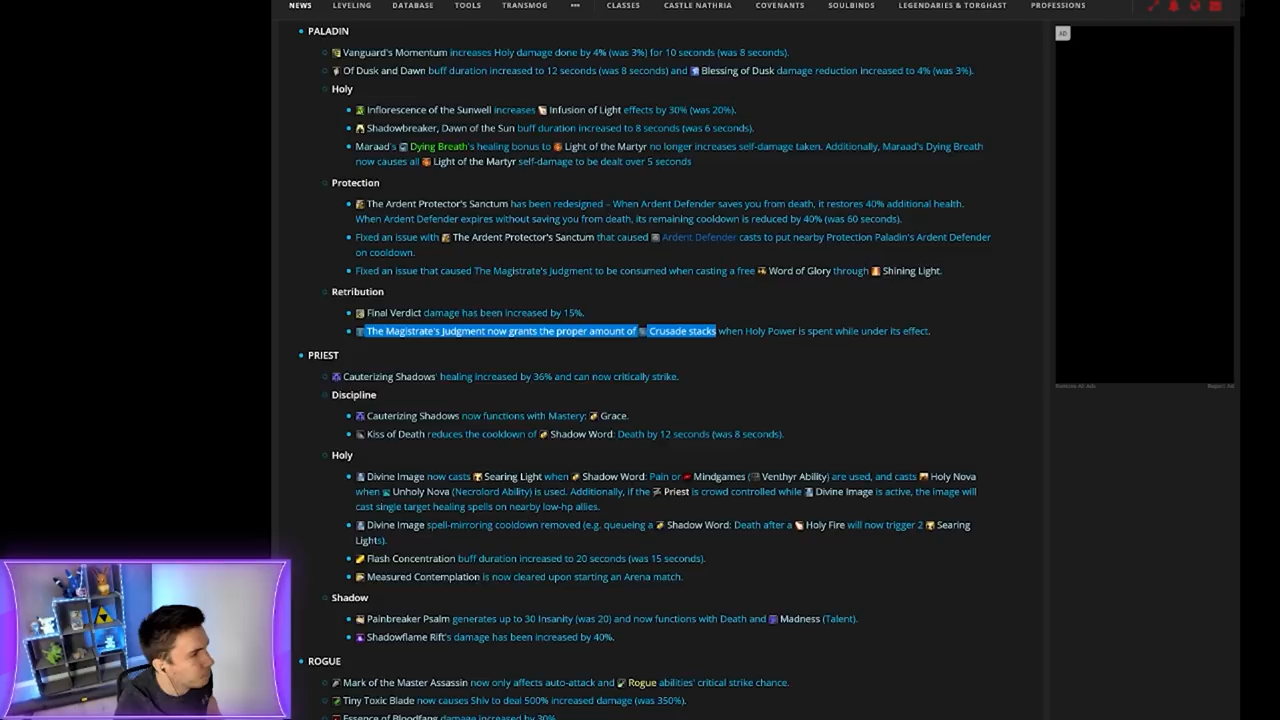 NEWS LEVELING DATABASE TOOLS TRANSMOG ••• CLASSES CASTLE NATHRIA COVENANTS SOULBINDS LEGENDARIES & TORGHAST PROFESSIONS
PALADIN
Vanguard's Momentum increases Holy damage done by 4% (was 3%) for 10 seconds (was 8 seconds).
Of Dusk and Dawn buff duration increased to 12 seconds (was 8 seconds) and Blessing of Dusk damage reduction increased to 4% (was 3%).
Holy
Inflorescence of the Sunwell increases Infusion of Light effects by 30% (was 20%).
Shadowbreaker, Dawn of the Sun buff duration increased to 8 seconds (was 6 seconds).
Maraad's Dying Breath's healing bonus to Light of the Martyr no longer increases self-damage taken. Additionally, Maraad's Dying Breath
now causes all Light of the Martyr self-damage to be dealt over 5 seconds
Protection
The Ardent Protector's Sanctum has been redesigned – When Ardent Defender saves you from death, it restores 40% additional health.
When Ardent Defender expires without saving you from death, its remaining cooldown is reduced by 40% (was 60 seconds).
Fixed an issue with The Ardent Protector's Sanctum that caused Ardent Defender casts to put nearby Protection Paladin's Ardent Defender
on cooldown.
Fixed an issue that caused The Magistrate's Judgment to be consumed when casting a free Word of Glory through Shining Light.
Retribution
Final Verdict damage has been increased by 15%.
The Magistrate's Judgment now grants the proper amount of Crusade stacks when Holy Power is spent while under its effect.
PRIEST
Cauterizing Shadows' healing increased by 36% and can now critically strike.
Discipline
Cauterizing Shadows now functions with Mastery: Grace.
Kiss of Death reduces the cooldown of Shadow Word: Death by 12 seconds (was 8 seconds).
Holy
Divine Image now casts Searing Light when Shadow Word: Pain or Mindgames (Venthyr Ability) are used, and casts Holy Nova
when Unholy Nova (Necrolord Ability) is used. Additionally, if the Priest is crowd controlled while Divine Image is active, the image will
cast single target healing spells on nearby low-hp allies.
Divine Image spell-mirroring cooldown removed (e.g. queueing a Shadow Word: Death after a Holy Fire will now trigger 2 Searing
Lights).
Flash Concentration buff duration increased to 20 seconds (was 15 seconds).
Measured Contemplation is now cleared upon starting an Arena match.
Shadow
Painbreaker Psalm generates up to 30 Insanity (was 20) and now functions with Death and Madness (Talent).
Shadowflame Rift's damage has been increased by 40%.
ROGUE
Mark of the Master Assassin now only affects auto-attack and Rogue abilities' critical strike chance.
Tiny Toxic Blade now causes Shiv to deal 500% increased damage (was 350%).
Essence of Bloodfang damage increased by 30%.
AD
Remove All Ads Report Ad